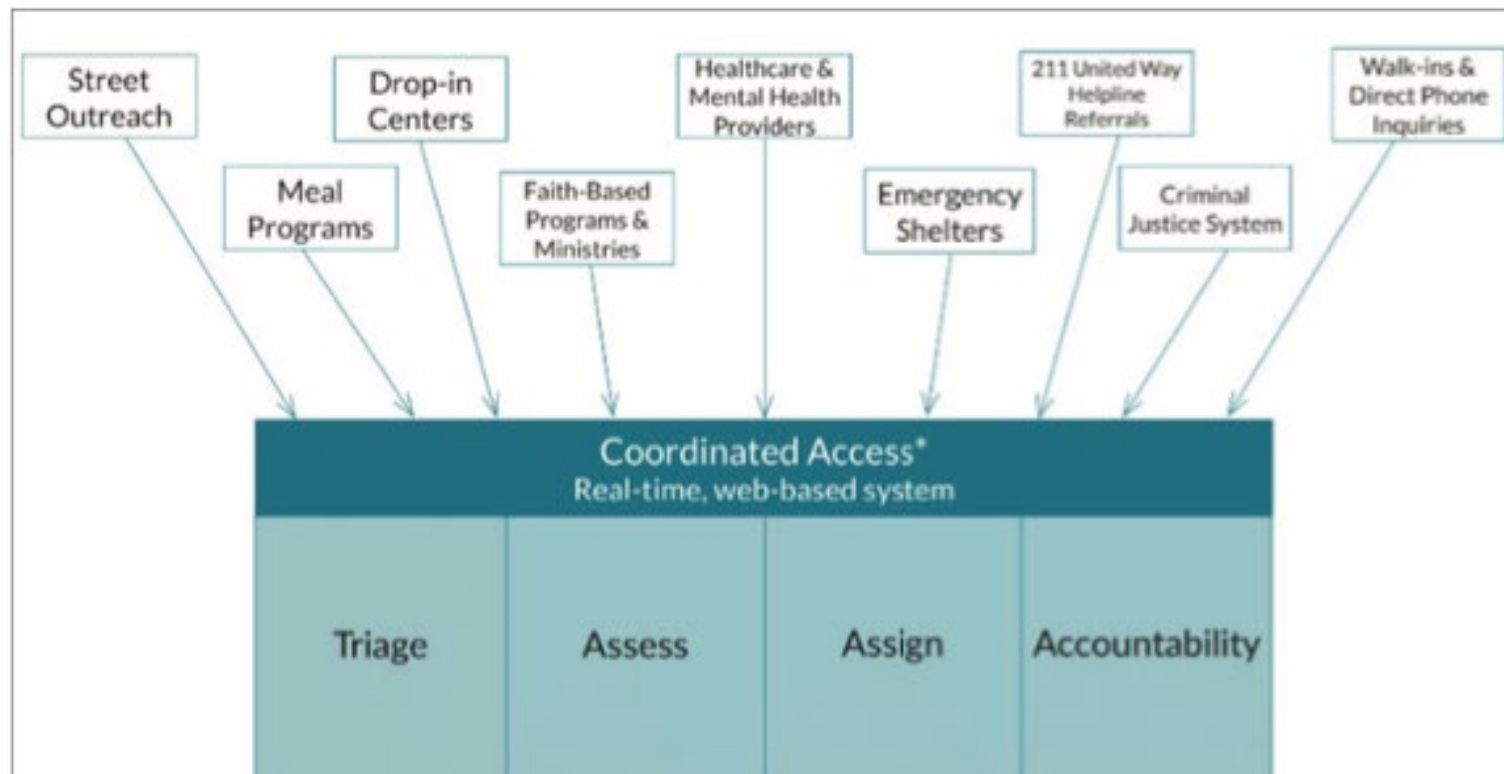 Street
Outreach
Meal
Programs
Drop-in
Centers
Faith-Based
Programs &
Ministries
Healthcare &
Mental Health
Providers
Emergency
Shelters
211 United Way
Helpline
Referrals
Criminal
Justice System
Walk-ins &
Direct Phone
Inquiries
Coordinated Access*
Real-time, web-based system
Triage
Assess
Assign
Accountability